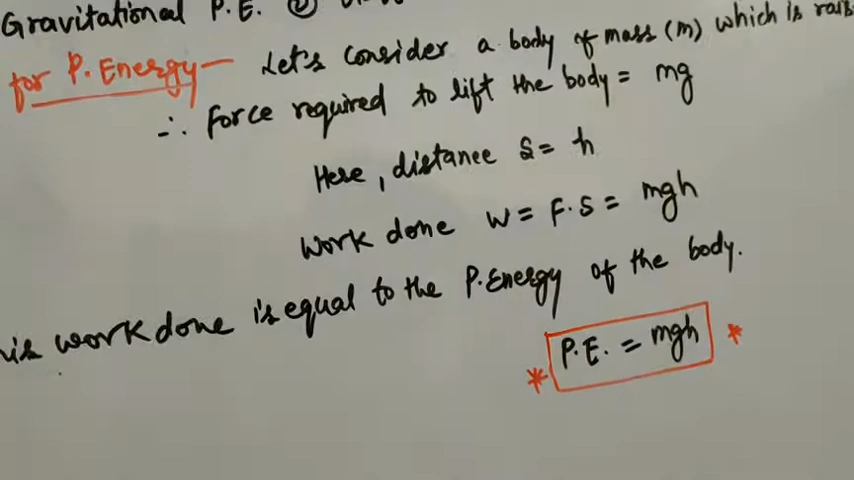 Gravitational P.E. ②
for P. Energy — Let's consider a body of mass (m) which is
∴ Force required to lift the body = mg
Here, distance S = h
Work done W = F.S = mgh
work done is equal to the P.Energy of the body.
* P.E. = mgh *